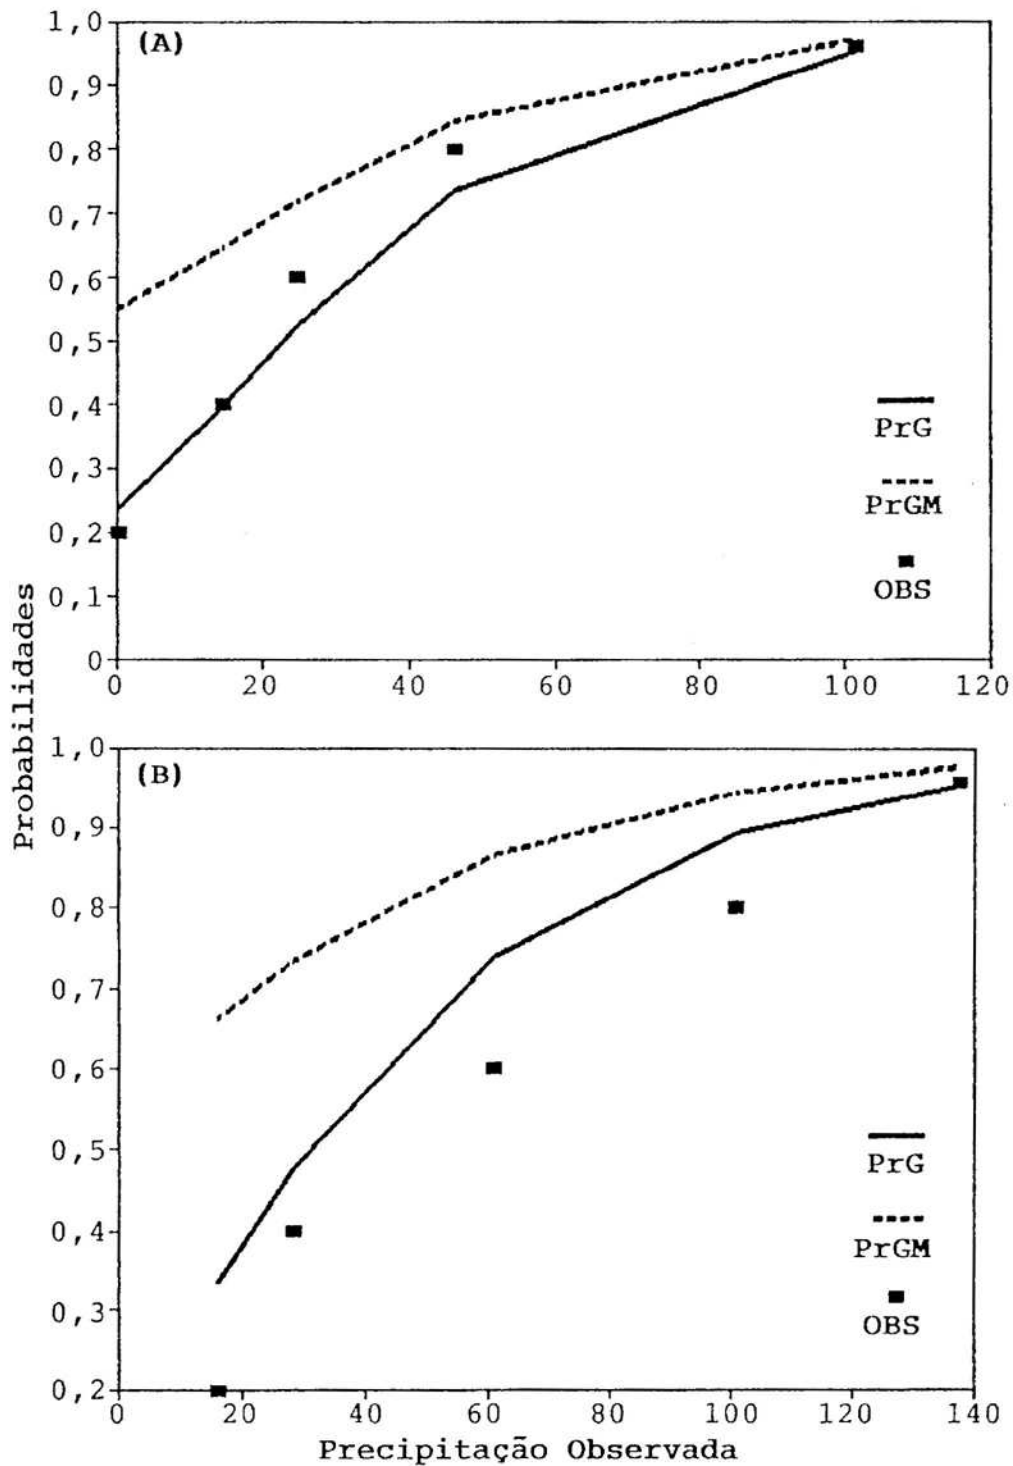 1,0
(A)
0,9
0,8
0,7
0,6
0,5
0,4
0,3
0,2
0,1
0
0 20 40 60 80 100 120
PrG
PrGM
OBS
Probabilidades
1,0
(B)
0,9
0,8
0,7
0,6
0,5
0,4
0,3
0,2
0 20 40 60 80 100 120 140
PrG
PrGM
OBS
Precipitação Observada